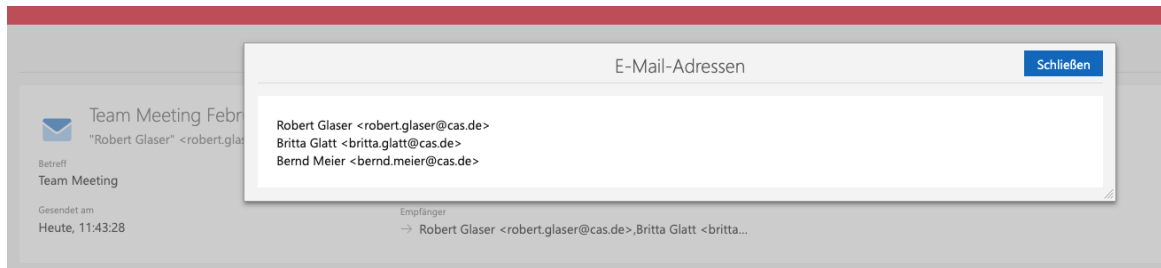 E-Mail-Adressen
Schließen
Robert Glaser <robert.glaser@cas.de>
Britta Glatt <britta.glatt@cas.de>
Bernd Meier <bernd.meier@cas.de>
Team Meeting Febr
"Robert Glaser" <robert.glas
Betreff
Team Meeting
Gesendet am
Heute, 11:43:28
Empfänger
→ Robert Glaser <robert.glaser@cas.de>,Britta Glatt <britta...